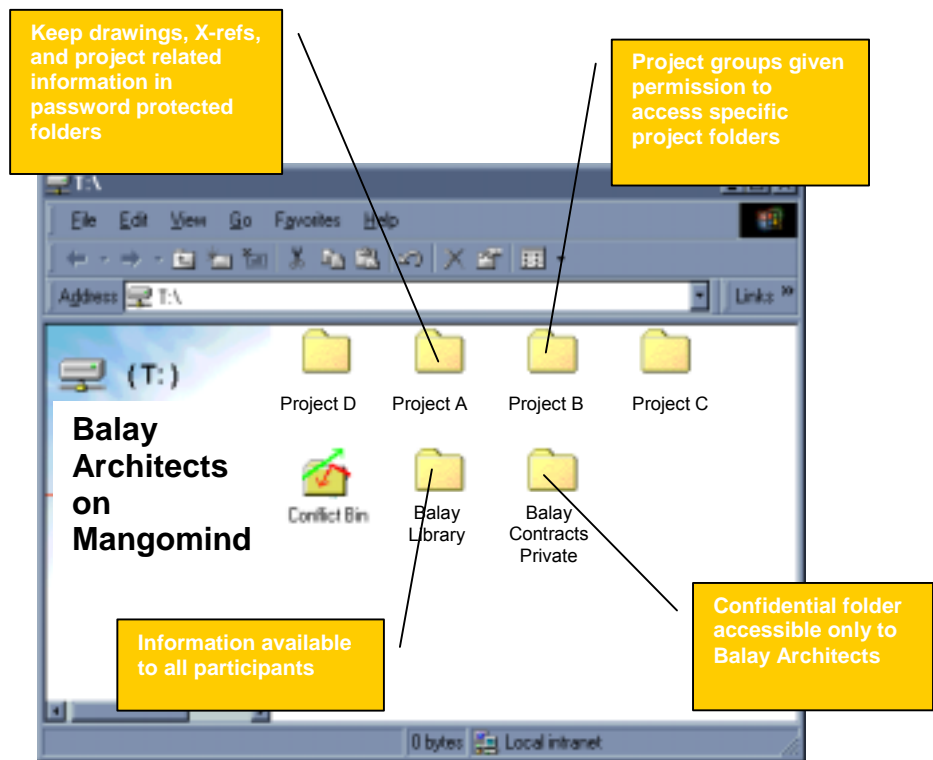 Keep drawings, X-refs,
and project related
information in
password protected
folders
Project groups given
permission to
access specific
project folders
T:\
File Edit View Go Favorites Help
Address T:\ Links »
(T:)
Balay
Architects
on
Mangomind
Project D Project A Project B Project C
Conflict Bin
Balay
Library
Balay
Contracts
Private
Information available
to all participants
Confidential folder
accessible only to
Balay Architects
0 bytes Local intranet